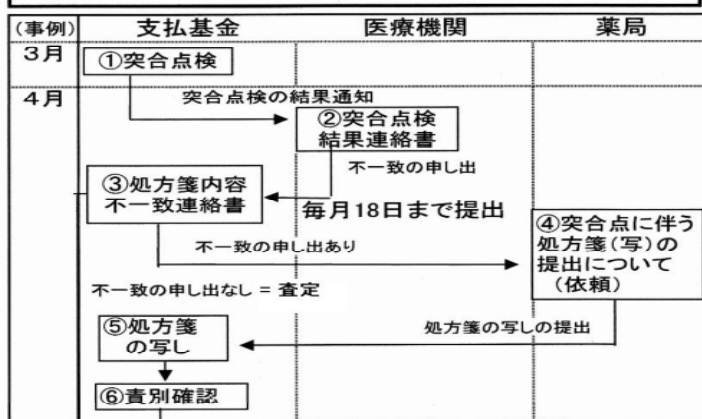 (事例) 支払基金 医療機関 薬局
3月
①突合点検
4月
突合点検の結果通知
②突合点検
結果連絡書
不一致の申し出
③処方箋内容
不一致連絡書
毎月18日まで提出
④突合点に伴う
処方箋(写)の
提出について
(依頼)
不一致の申し出あり
不一致の申し出なし = 査定
⑤処方箋
の写し
処方箋の写しの提出
⑥責別確認